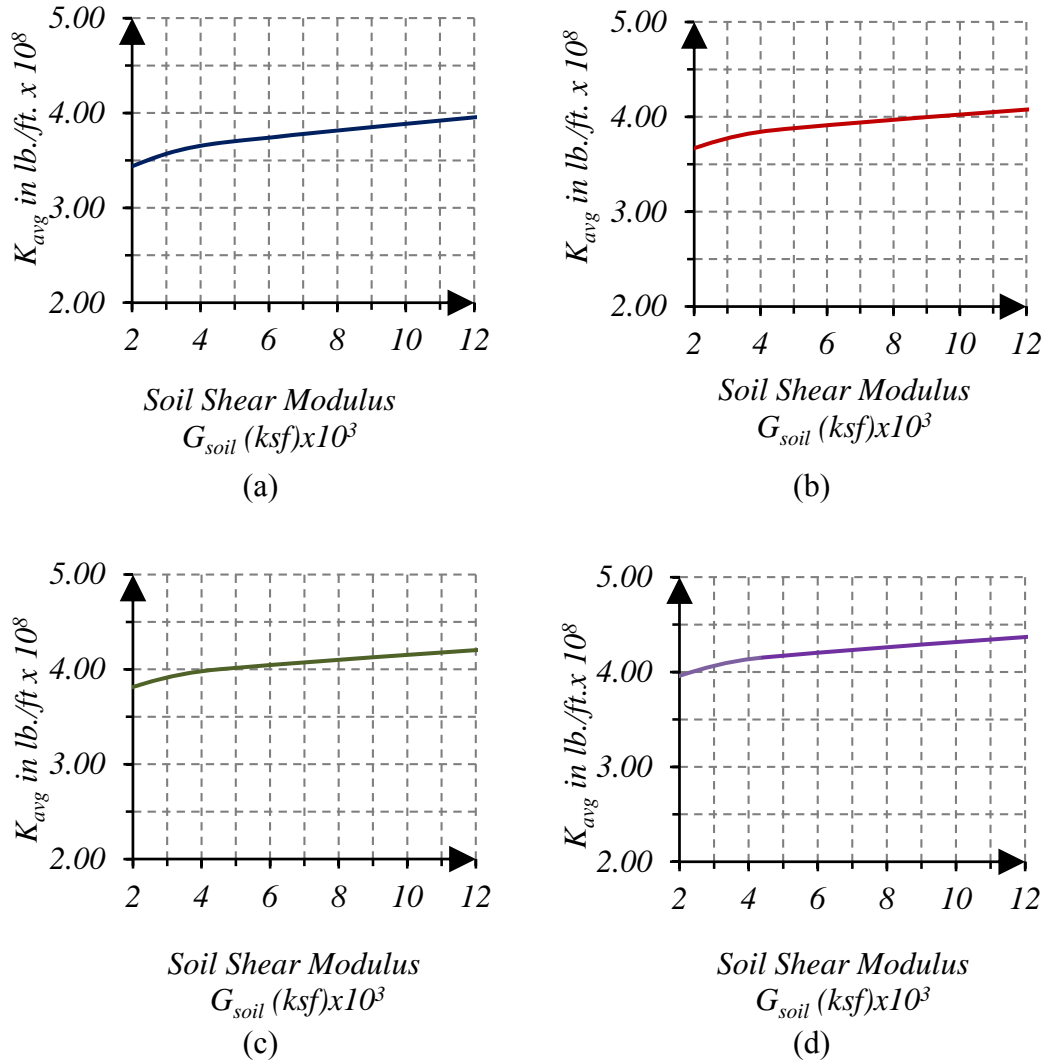 5.00
4.00
3.00
2.00
K_avg in lb./ft. x 10^8
2 4 6 8 10 12
Soil Shear Modulus
G_soil (ksf)x10^3
(a)
5.00
4.00
3.00
2.00
K_avg in lb./ft. x 10^8
2 4 6 8 10 12
Soil Shear Modulus
G_soil (ksf)x10^3
(b)
5.00
4.00
3.00
2.00
K_avg in lb./ft x 10^8
2 4 6 8 10 12
Soil Shear Modulus
G_soil (ksf)x10^3
(c)
5.00
4.00
3.00
2.00
K_avg in lb./ft.x 10^8
2 4 6 8 10 12
Soil Shear Modulus
G_soil (ksf)x10^3
(d)